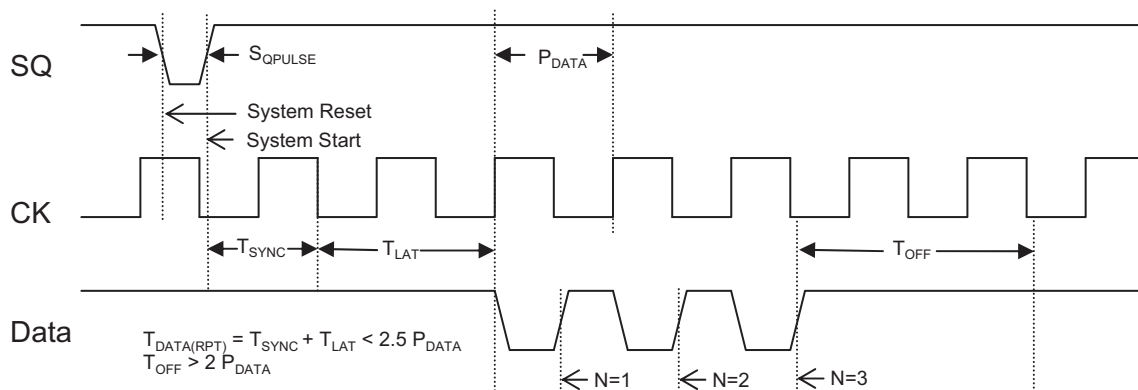 SQ
S_QPULSE
P_DATA
System Reset
System Start
CK
T_SYNC
T_LAT
T_OFF
Data
T_DATA(RPT) = T_SYNC + T_LAT < 2.5 P_DATA
T_OFF > 2 P_DATA
N=1
N=2
N=3